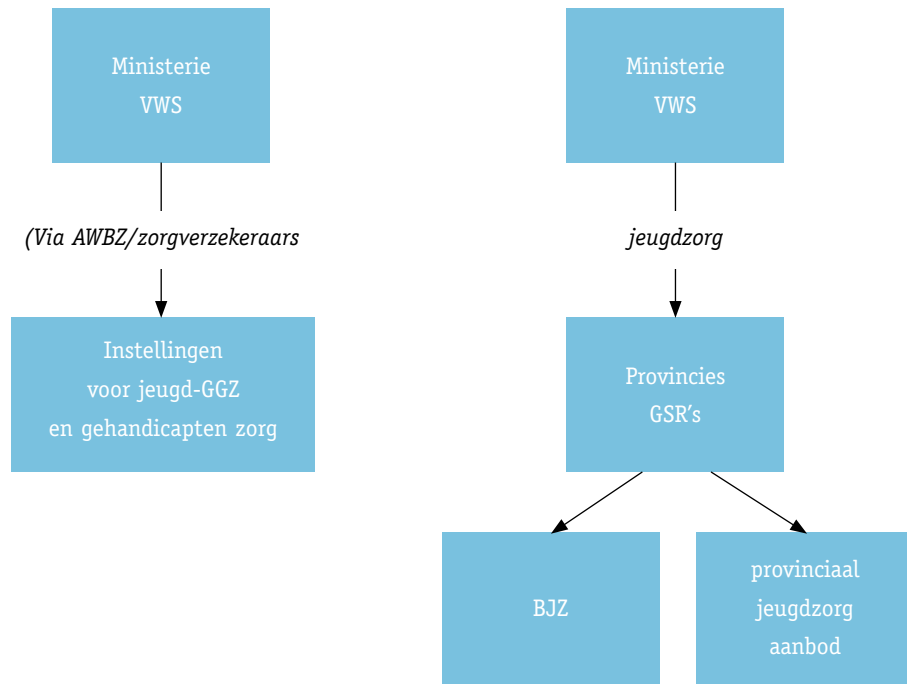 Ministerie
VWS
(Via AWBZ/zorgverzekeraars
Instellingen
voor jeugd-GGZ
en gehandicapten zorg
Ministerie
VWS
jeugdzorg
Provincies
GSR's
BJZ
provinciaal
jeugdzorg
aanbod